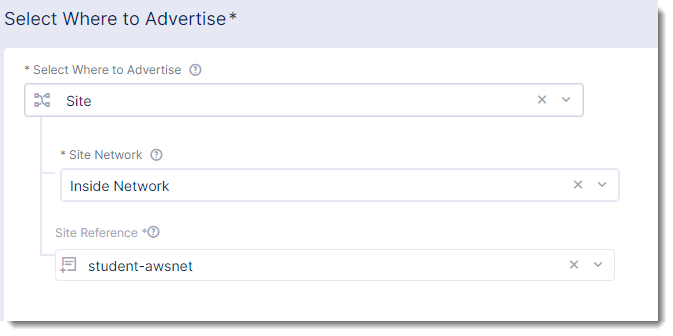 Select Where to Advertise*
* Select Where to Advertise ?
Site
* Site Network ?
Inside Network
Site Reference *?
student-awsnet